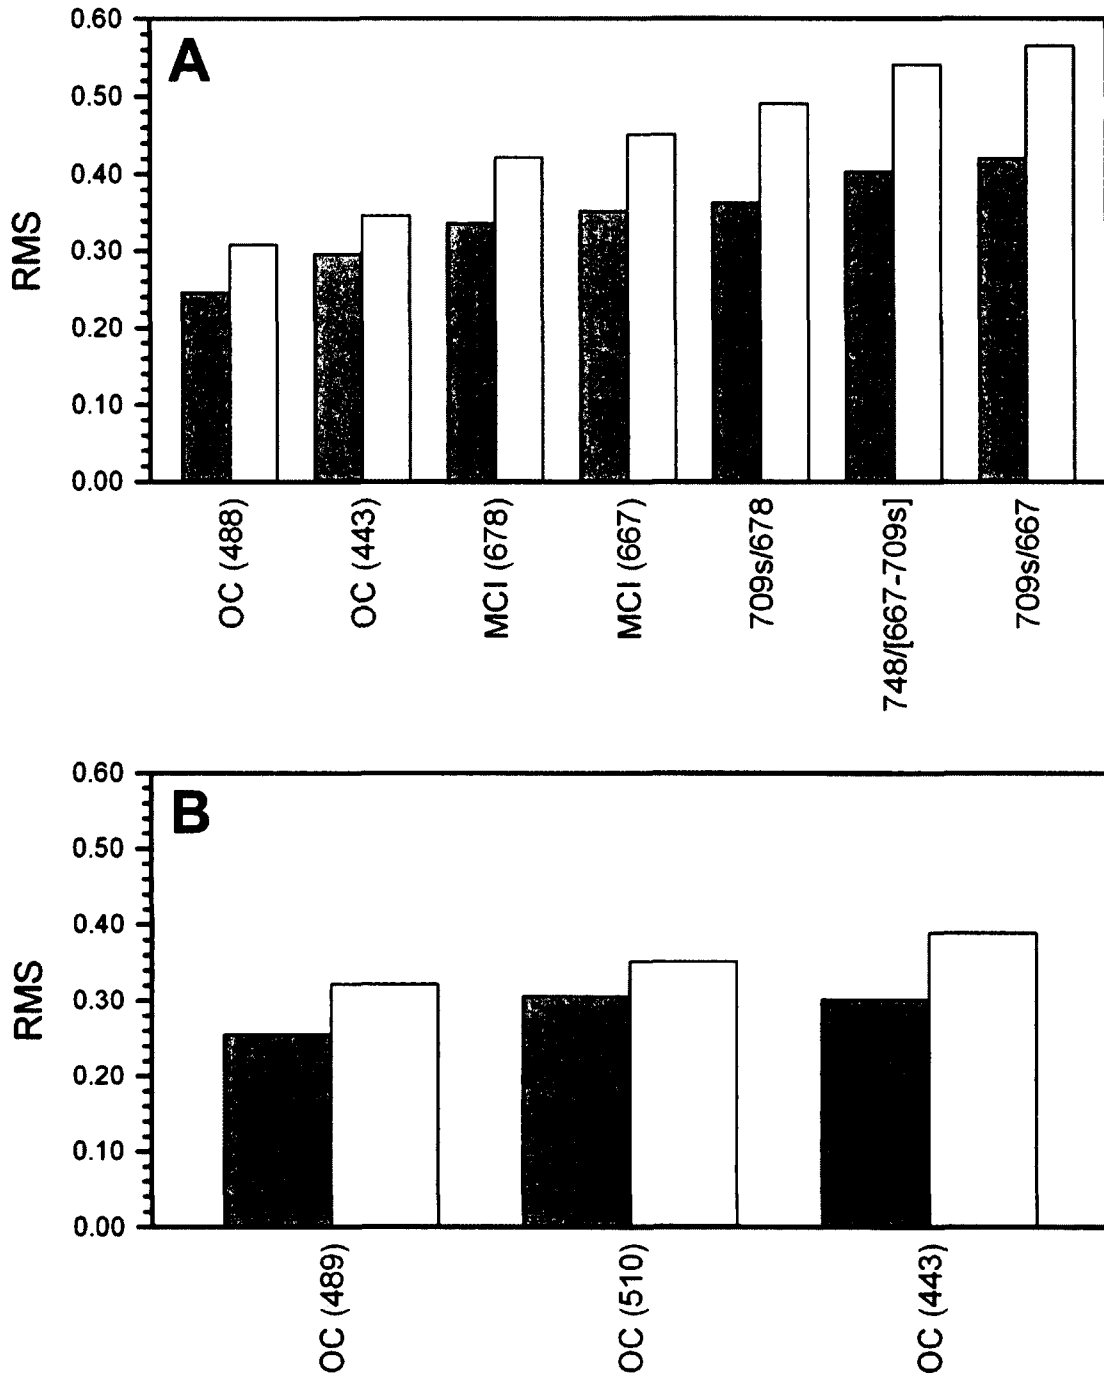 A
0.60
0.50
0.40
0.30
0.20
0.10
0.00
RMS
OC (488)
OC (443)
MCI (678)
MCI (667)
709s/678
748/[667-709s]
709s/667
B
0.60
0.50
0.40
0.30
0.20
0.10
0.00
RMS
OC (489)
OC (510)
OC (443)